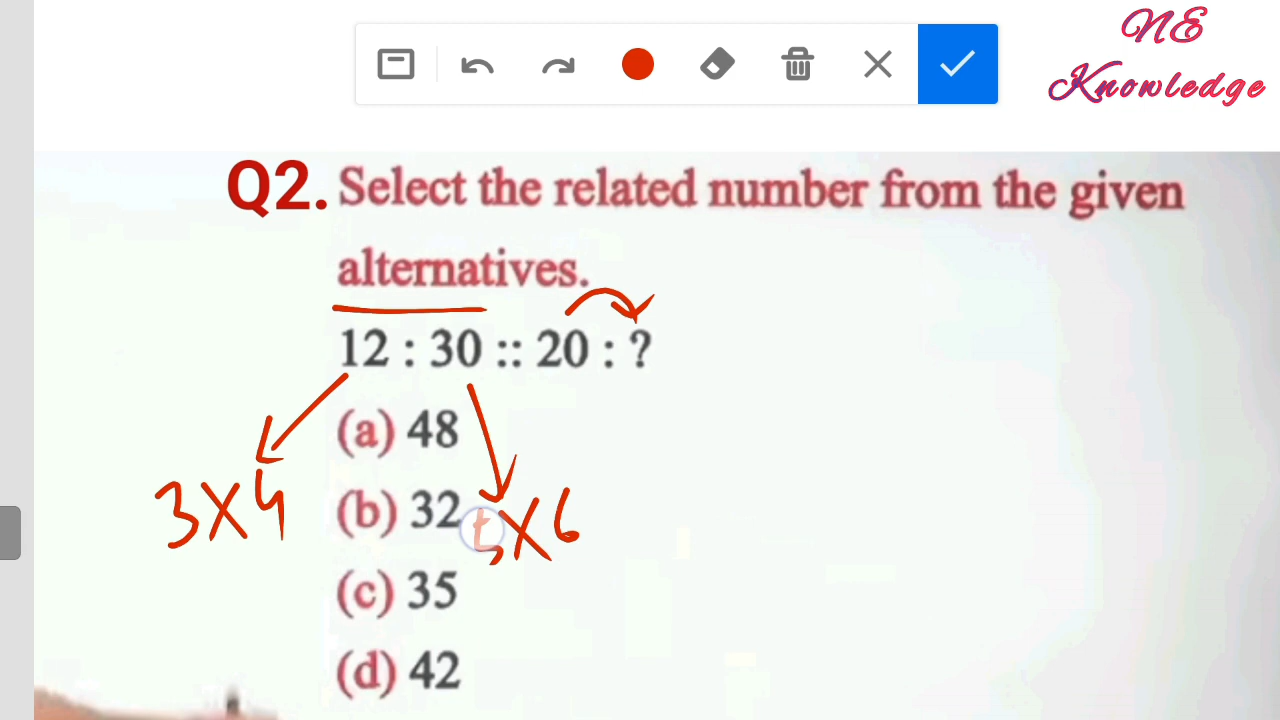 NE
Knowledge
Q2. Select the related number from the given
alternatives.
12 : 30 :: 20 : ?
(a) 48
(b) 32
(c) 35
(d) 42
3X4
5X6